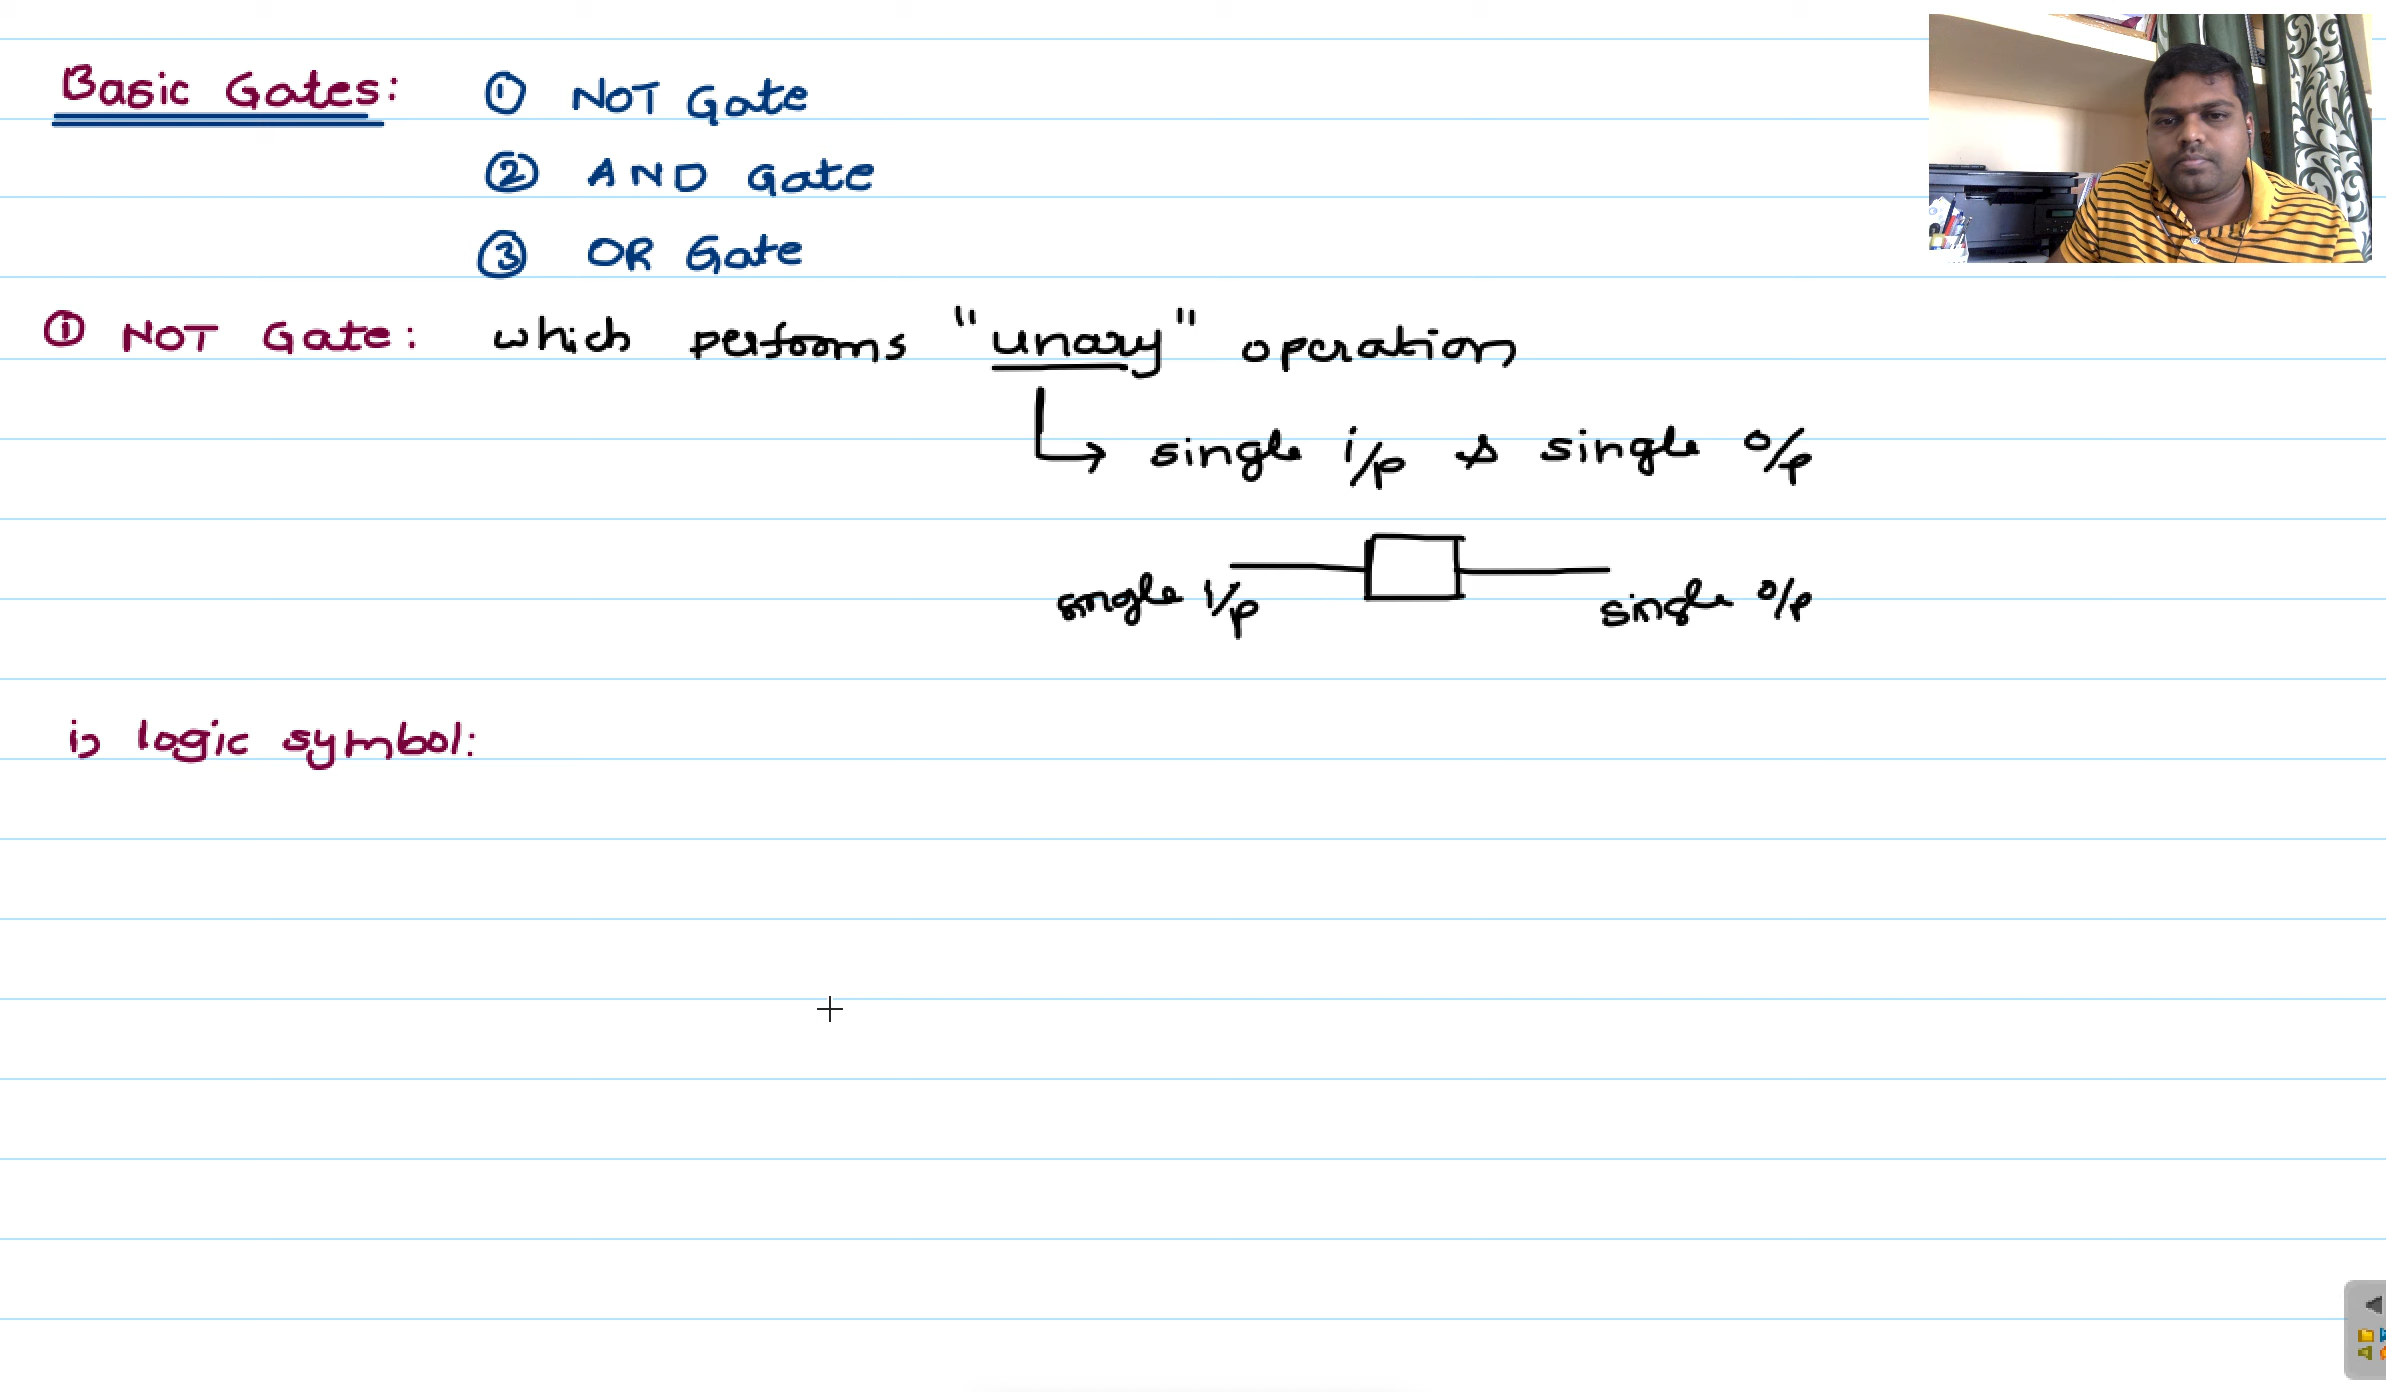 Basic Gates: ① NOT Gate
② AND Gate
③ OR Gate
① NOT Gate: which performs "unary" operation
↳ single i/p & single o/p
single i/p single o/p
i) logic symbol: